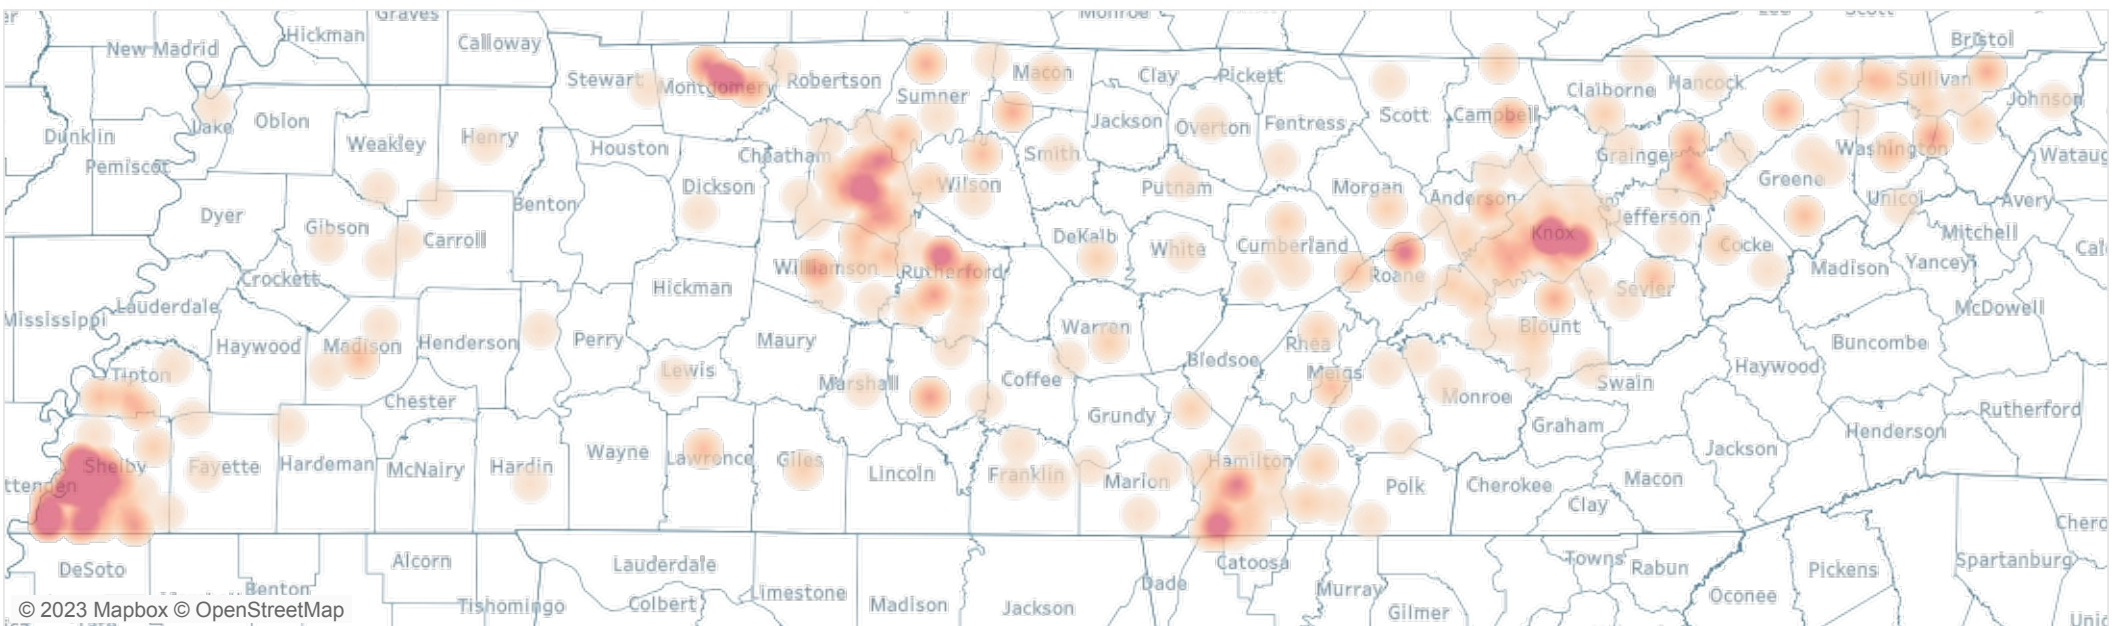 Graves
Monroe
Scott
Hickman
Calloway
New Madrid
Bristol
Stewart
Montgomery
Robertson
Macon
Clay
Pickett
Sumner
Scott
Campbell
Claiborne
Hancock
Sullivan
Johnson
Lake
Obion
Dunklin
Weakley
Henry
Houston
Cheatham
Jackson
Overton
Fentress
Pemiscot
Smith
Grainger
Washington
Watauga
Dickson
Wilson
Putnam
Morgan
Anderson
Greene
Dyer
Gibson
Carroll
Benton
Unicoi
Avery
Jefferson
Knox
DeKalb
White
Cumberland
Cocke
Mitchell
Crockett
Hickman
Williamson
Rutherford
Roane
Sevier
Madison
Yancey
Lauderdale
Mississippi
McDowell
Haywood
Madison
Henderson
Perry
Maury
Warren
Rhea
Blount
Buncombe
Tipton
Lewis
Marshall
Coffee
Bledsoe
Meigs
Monroe
Swain
Haywood
Chester
Grundy
Graham
Henderson
Rutherford
Shelby
Fayette
Hardeman
McNairy
Hardin
Wayne
Lawrence
Giles
Lincoln
Franklin
Marion
Hamilton
Polk
Cherokee
Macon
Jackson
ttenden
Clay
DeSoto
Alcorn
Lauderdale
Limestone
Catoosa
Towns
Rabun
Pickens
Spartanburg
Benton
Tishomingo
Colbert
Madison
Jackson
Dade
Murray
Gilmer
Oconee
© 2023 Mapbox © OpenStreetMap